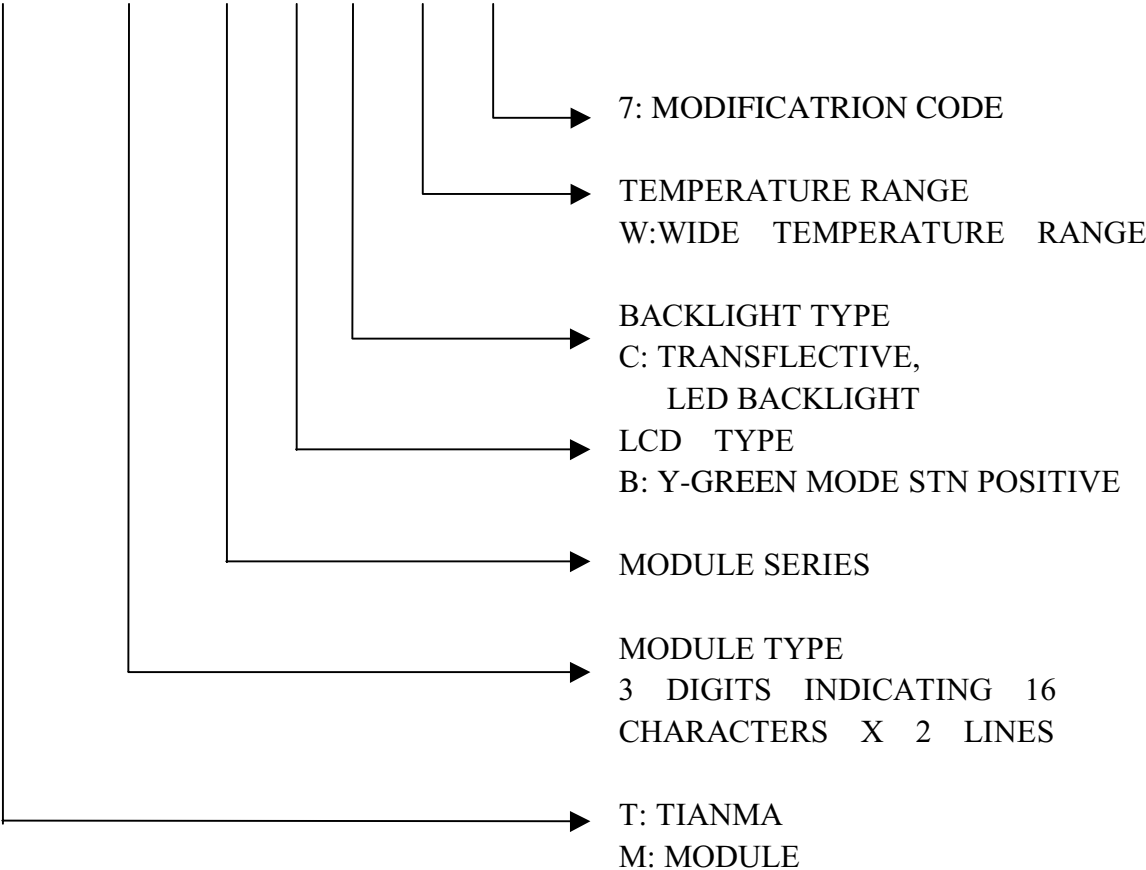 7: MODIFICATRION CODE
TEMPERATURE RANGE
W:WIDE TEMPERATURE RANGE
BACKLIGHT TYPE
C: TRANSFLECTIVE,
LED BACKLIGHT
LCD TYPE
B: Y-GREEN MODE STN POSITIVE
MODULE SERIES
MODULE TYPE
3 DIGITS INDICATING 16
CHARACTERS X 2 LINES
T: TIANMA
M: MODULE